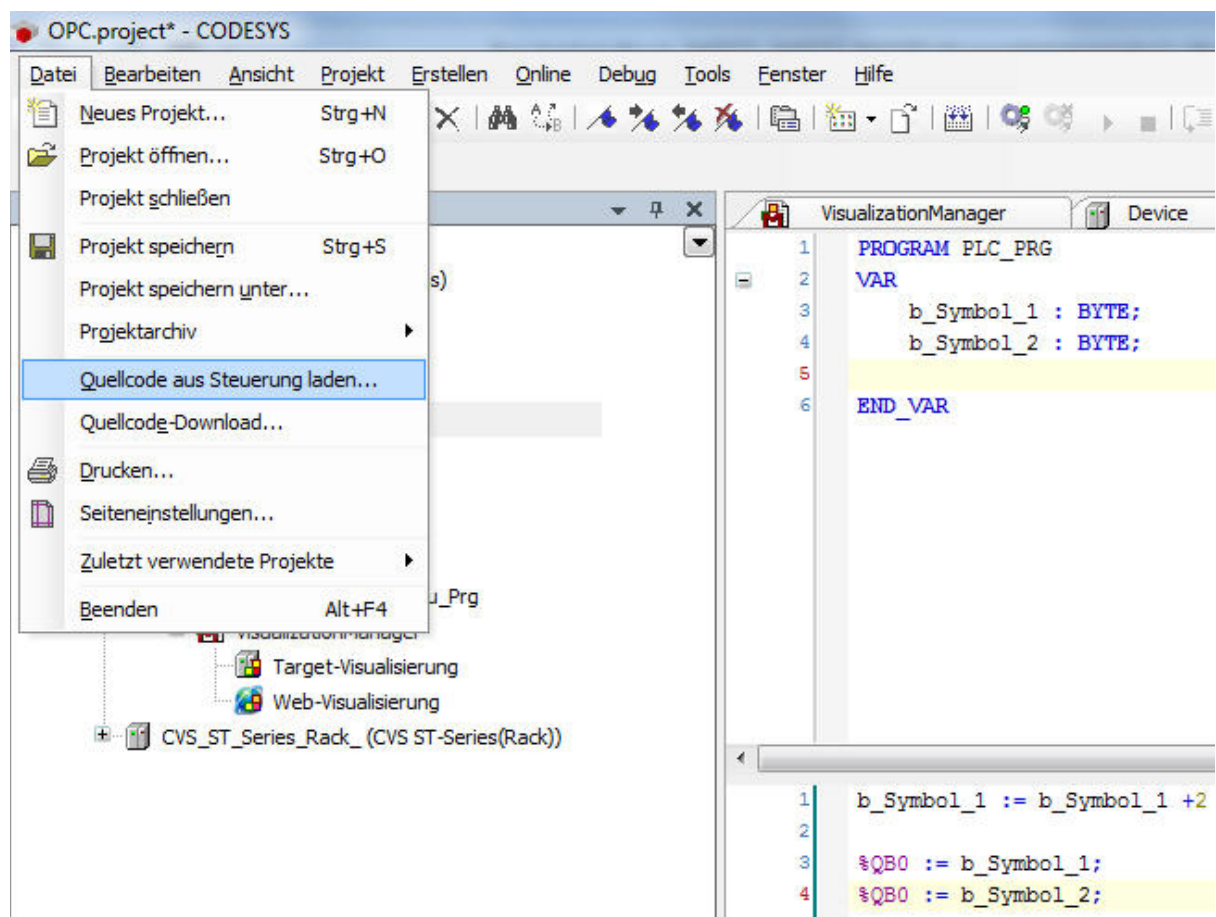 OPC.project* - CODESYS
Datei Bearbeiten Ansicht Projekt Erstellen Online Debug Tools Fenster Hilfe
Neues Projekt... Strg+N
Projekt öffnen... Strg+O
Projekt schließen
Projekt speichern Strg+S
Projekt speichern unter...
Projektarchiv
Quellcode aus Steuerung laden...
Quellcode-Download...
Drucken...
Seiteneinstellungen...
Zuletzt verwendete Projekte
Beenden Alt+F4
s)
u_Prg
VisualizationManager
Target-Visualisierung
Web-Visualisierung
CVS_ST_Series_Rack_ (CVS ST-Series(Rack))
VisualizationManager Device
1 PROGRAM PLC_PRG
2 VAR
3 b_Symbol_1 : BYTE;
4 b_Symbol_2 : BYTE;
5
6 END_VAR
1 b_Symbol_1 := b_Symbol_1 +2
2
3 %QB0 := b_Symbol_1;
4 %QB0 := b_Symbol_2;